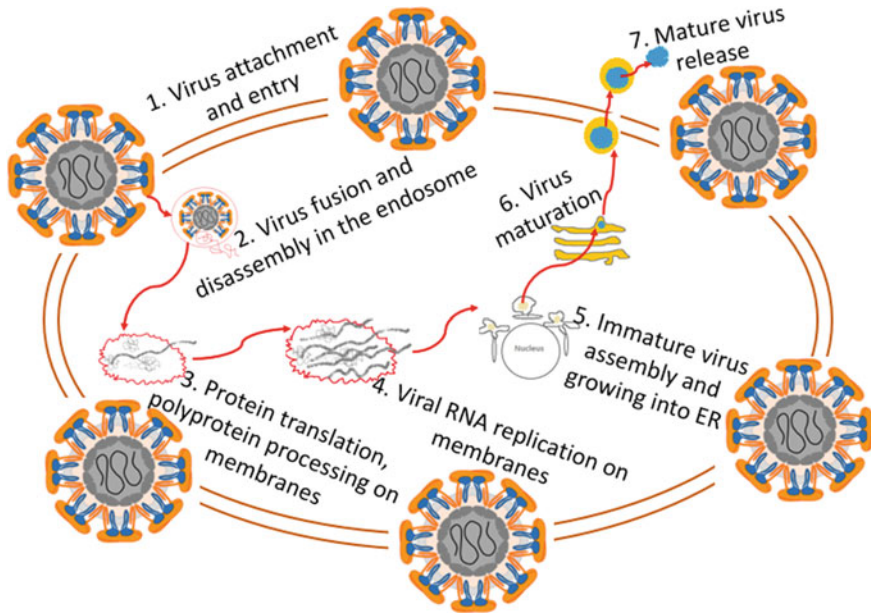 1. Virus attachment
and entry
2. Virus fusion and
disassembly in the endosome
3. Protein translation,
polyprotein processing on
membranes
4. Viral RNA replication on
membranes
Nucleus
5. Immature virus
assembly and
growing into ER
6. Virus
maturation
7. Mature virus
release